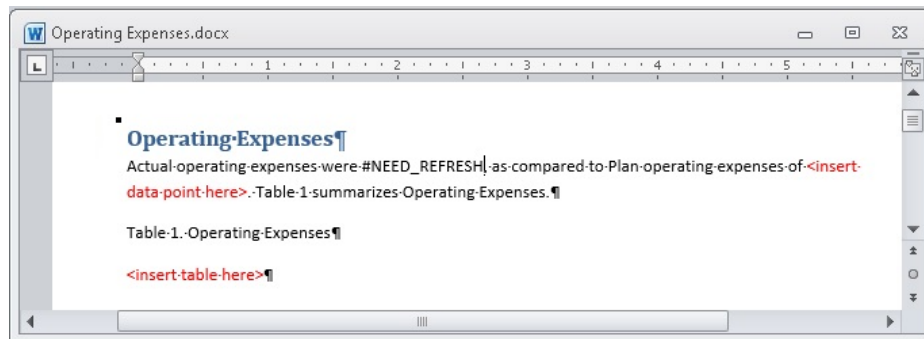 Operating Expenses.docx
1 2 3 4 5
Operating Expenses¶
Actual operating expenses were #NEED_REFRESH, as compared to Plan operating expenses of <insert
data point here>. Table 1 summarizes Operating Expenses.¶
Table 1. Operating Expenses¶
<insert table here>¶